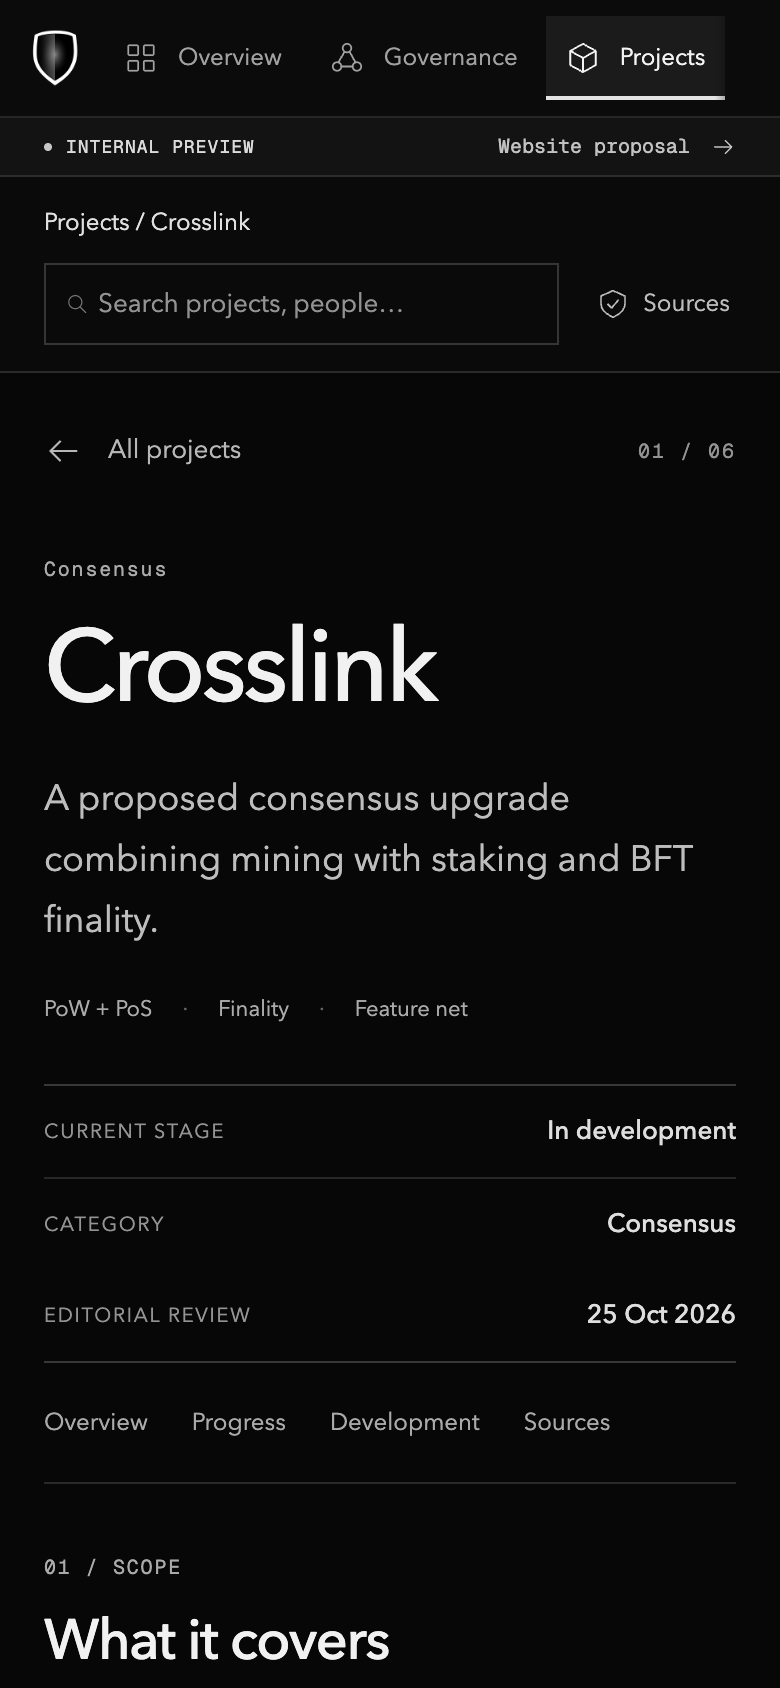 Overview Governance Projects
INTERNAL PREVIEW Website proposal →
Projects / Crosslink
Search projects, people... Sources
← All projects 01 / 06
Consensus
Crosslink
A proposed consensus upgrade
combining mining with staking and BFT
finality.
PoW + PoS · Finality · Feature net
CURRENT STAGE In development
CATEGORY Consensus
EDITORIAL REVIEW 25 Oct 2026
Overview Progress Development Sources
01 / SCOPE
What it covers